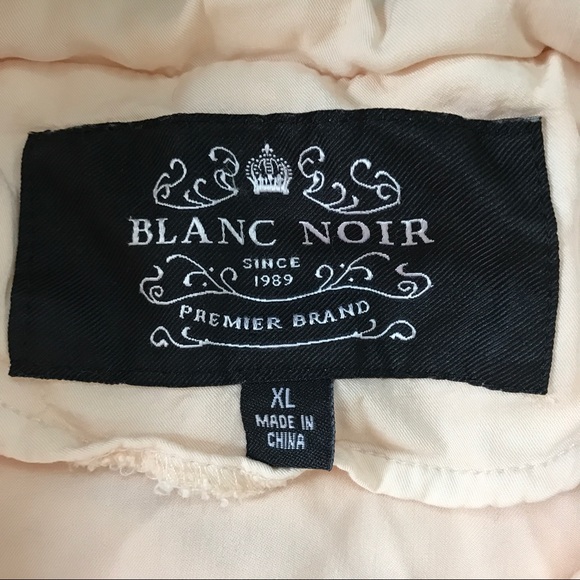 BLANC NOIR
SINCE
1989
PREMIER BRAND
XL
MADE IN
CHINA